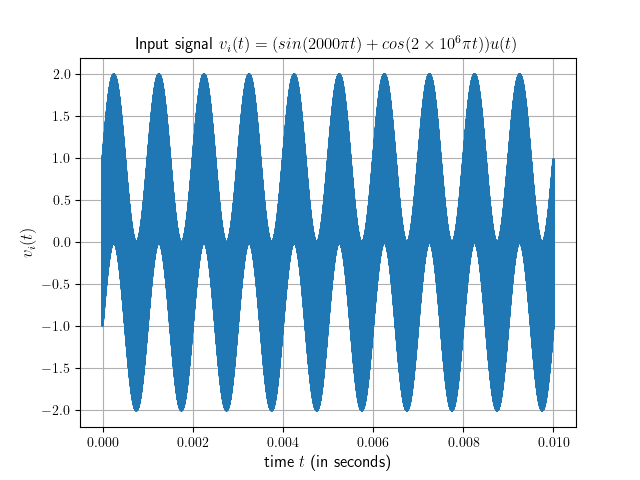 Input signal $v_i(t) = (sin(2000\pi t) + cos(2 \times 10^6 \pi t))u(t)$
2.0
1.5
1.0
0.5
0.0
−0.5
−1.0
−1.5
−2.0
$v_i(t)$
0.000 0.002 0.004 0.006 0.008 0.010
time $t$ (in seconds)